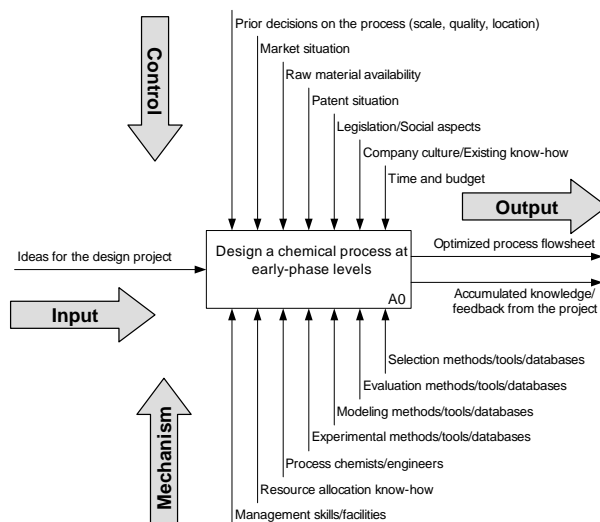 Prior decisions on the process (scale, quality, location)
Market situation
Raw material availability
Patent situation
Legislation/Social aspects
Company culture/Existing know-how
Time and budget
Control
Output
Ideas for the design project
Design a chemical process at
early-phase levels
A0
Optimized process flowsheet
Accumulated knowledge/
feedback from the project
Input
Mechanism
Selection methods/tools/databases
Evaluation methods/tools/databases
Modeling methods/tools/databases
Experimental methods/tools/databases
Process chemists/engineers
Resource allocation know-how
Management skills/facilities